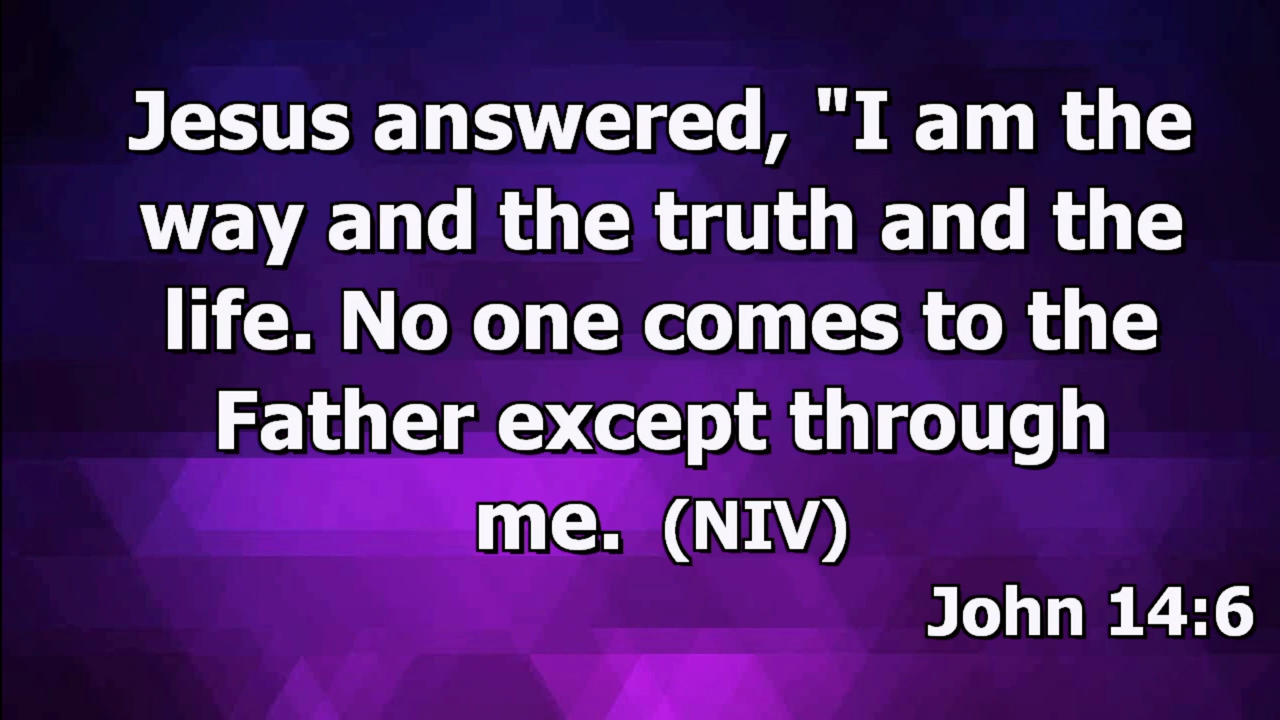 Jesus answered, "I am the
way and the truth and the
life. No one comes to the
Father except through
me. (NIV)
John 14:6